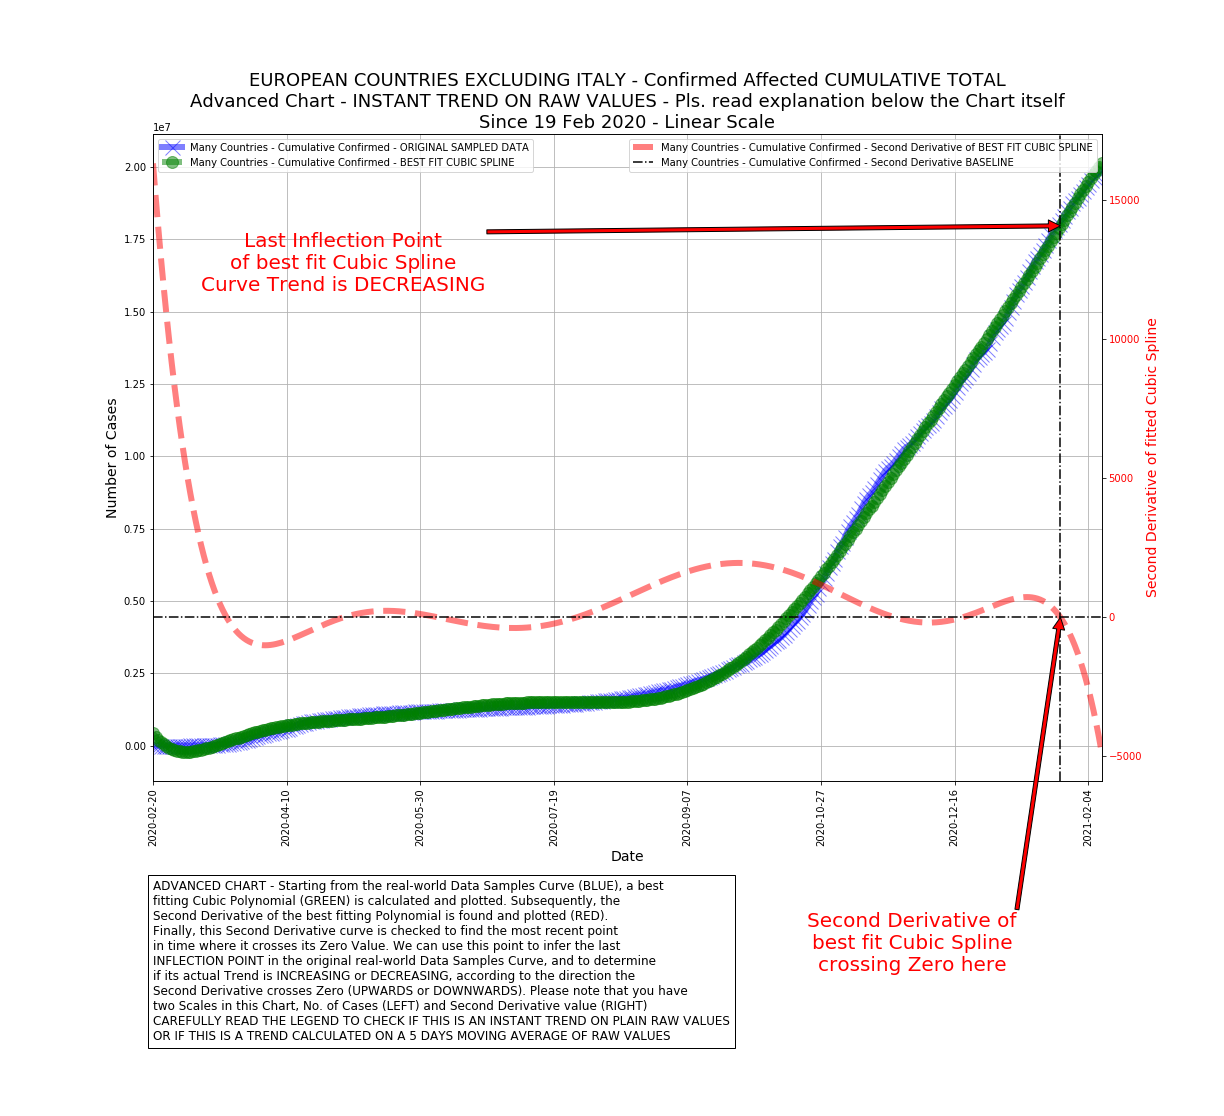 EUROPEAN COUNTRIES EXCLUDING ITALY - Confirmed Affected CUMULATIVE TOTAL
Advanced Chart - INSTANT TREND ON RAW VALUES - Pls. read explanation below the Chart itself
Since 19 Feb 2020 - Linear Scale
1e7
Many Countries - Cumulative Confirmed - ORIGINAL SAMPLED DATA
Many Countries - Cumulative Confirmed - BEST FIT CUBIC SPLINE
Many Countries - Cumulative Confirmed - Second Derivative of BEST FIT CUBIC SPLINE
Many Countries - Cumulative Confirmed - Second Derivative BASELINE
2.00
1.75
1.50
1.25
1.00
0.75
0.50
0.25
0.00
Number of Cases
Last Inflection Point
of best fit Cubic Spline
Curve Trend is DECREASING
15000
10000
5000
0
−5000
Second Derivative of fitted Cubic Spline
2020-02-20
2020-04-10
2020-05-30
2020-07-19
2020-09-07
2020-10-27
2020-12-16
2021-02-04
Date
Second Derivative of
best fit Cubic Spline
crossing Zero here
ADVANCED CHART - Starting from the real-world Data Samples Curve (BLUE), a best
fitting Cubic Polynomial (GREEN) is calculated and plotted. Subsequently, the
Second Derivative of the best fitting Polynomial is found and plotted (RED).
Finally, this Second Derivative curve is checked to find the most recent point
in time where it crosses its Zero Value. We can use this point to infer the last
INFLECTION POINT in the original real-world Data Samples Curve, and to determine
if its actual Trend is INCREASING or DECREASING, according to the direction the
Second Derivative crosses Zero (UPWARDS or DOWNWARDS). Please note that you have
two Scales in this Chart, No. of Cases (LEFT) and Second Derivative value (RIGHT)
CAREFULLY READ THE LEGEND TO CHECK IF THIS IS AN INSTANT TREND ON PLAIN RAW VALUES
OR IF THIS IS A TREND CALCULATED ON A 5 DAYS MOVING AVERAGE OF RAW VALUES